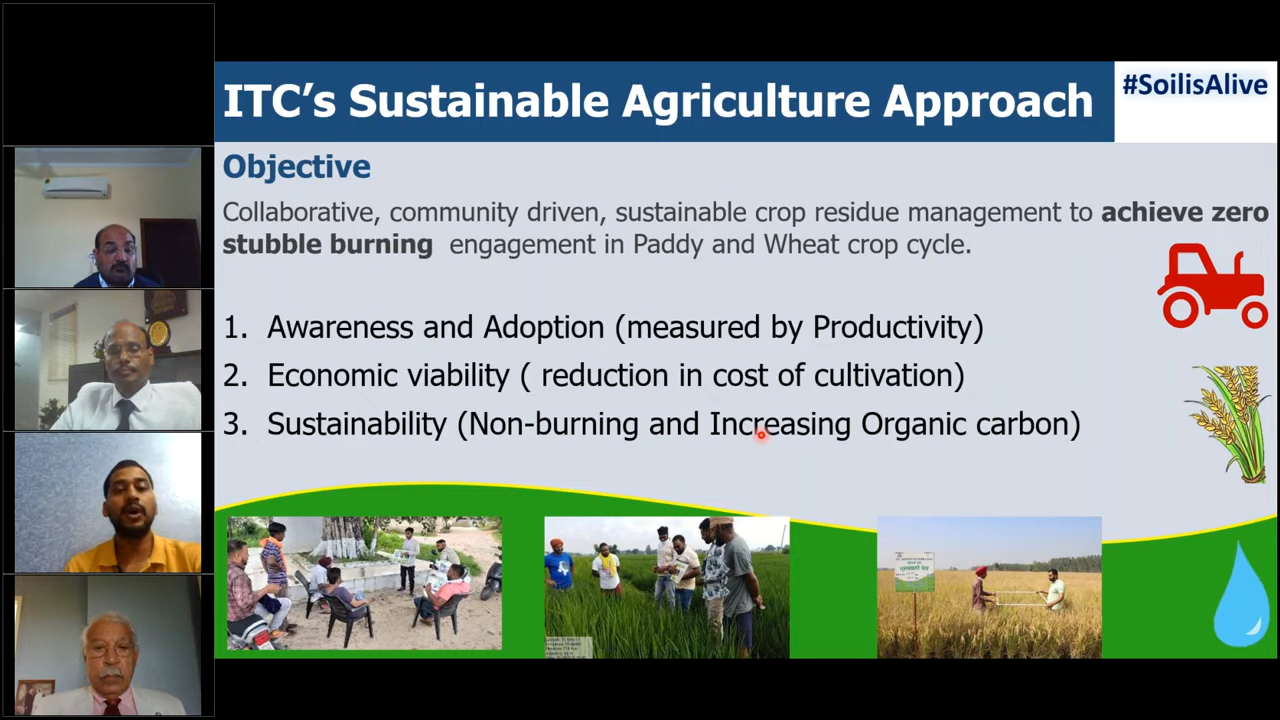 ITC’s Sustainable Agriculture Approach
#SoilisAlive
Objective
Collaborative, community driven, sustainable crop residue management to achieve zero
stubble burning engagement in Paddy and Wheat crop cycle.
1. Awareness and Adoption (measured by Productivity)
2. Economic viability ( reduction in cost of cultivation)
3. Sustainability (Non-burning and Increasing Organic carbon)